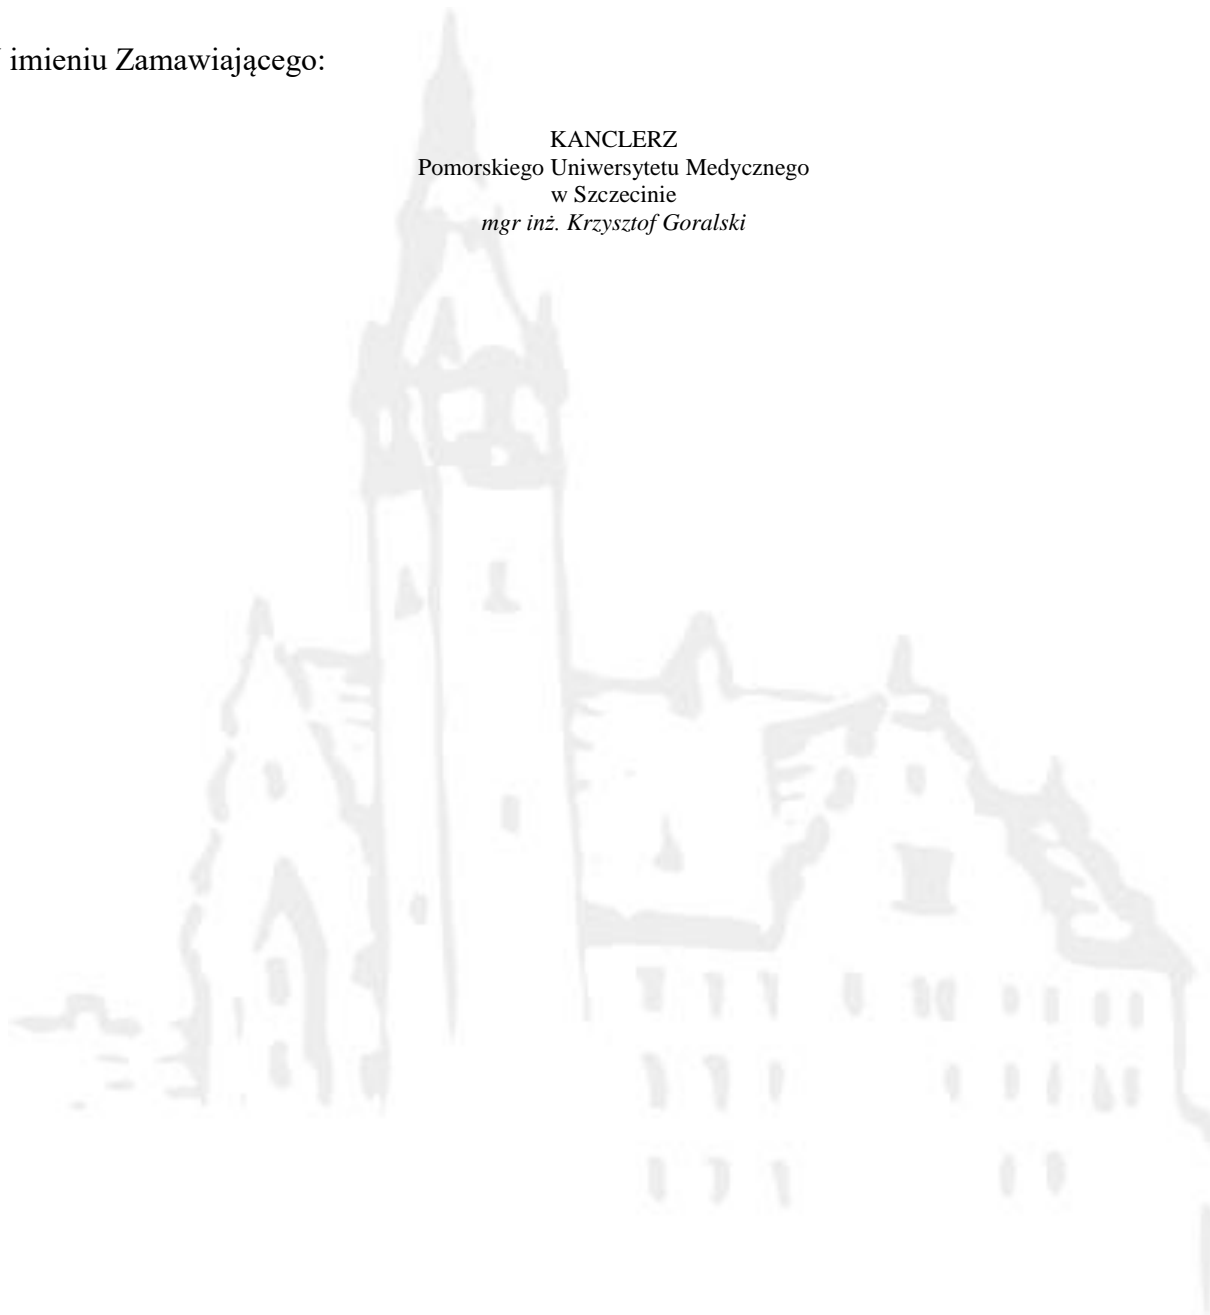 imieniu Zamawiającego:
KANCLERZ
Pomorskiego Uniwersytetu Medycznego
w Szczecinie
mgr inż. Krzysztof Goralski